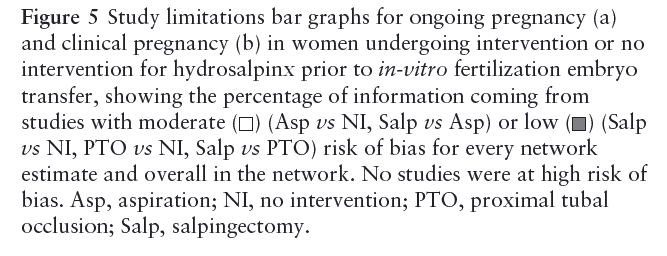 Figure 5 Study limitations bar graphs for ongoing pregnancy (a)
and clinical pregnancy (b) in women undergoing intervention or no
intervention for hydrosalpinx prior to in-vitro fertilization embryo
transfer, showing the percentage of information coming from
studies with moderate (□) (Asp vs NI, Salp vs Asp) or low (■) (Salp
vs NI, PTO vs NI, Salp vs PTO) risk of bias for every network
estimate and overall in the network. No studies were at high risk of
bias. Asp, aspiration; NI, no intervention; PTO, proximal tubal
occlusion; Salp, salpingectomy.